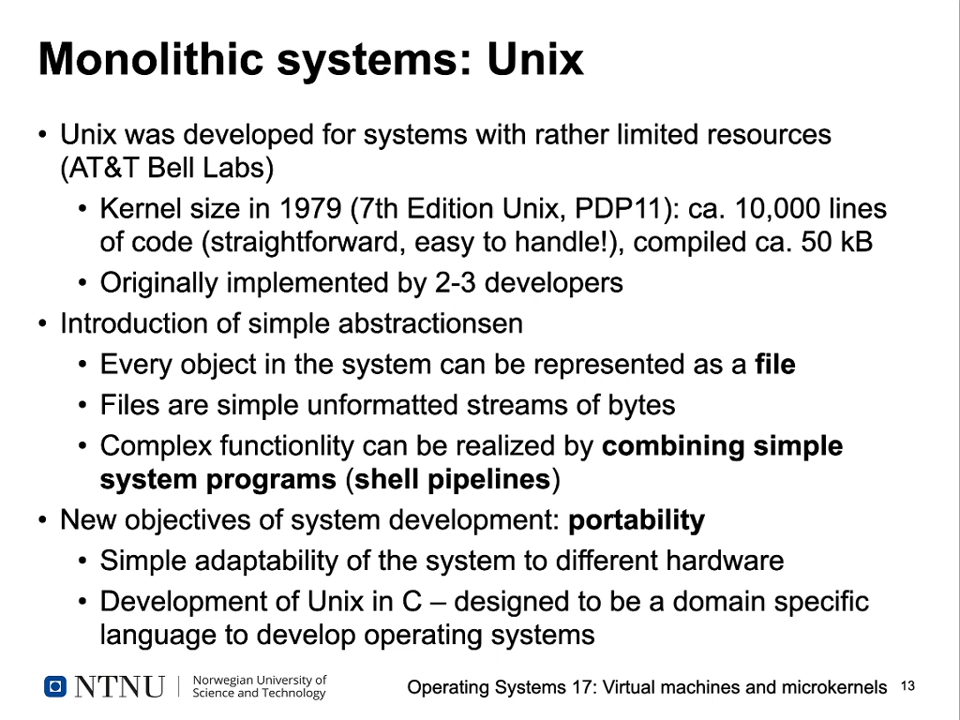 Monolithic systems: Unix
• Unix was developed for systems with rather limited resources
(AT&T Bell Labs)
• Kernel size in 1979 (7th Edition Unix, PDP11): ca. 10,000 lines
of code (straightforward, easy to handle!), compiled ca. 50 kB
• Originally implemented by 2-3 developers
• Introduction of simple abstractionsen
• Every object in the system can be represented as a file
• Files are simple unformatted streams of bytes
• Complex functionlity can be realized by combining simple
system programs (shell pipelines)
• New objectives of system development: portability
• Simple adaptability of the system to different hardware
• Development of Unix in C – designed to be a domain specific
language to develop operating systems
NTNU
Norwegian University of
Science and Technology
Operating Systems 17: Virtual machines and microkernels 13